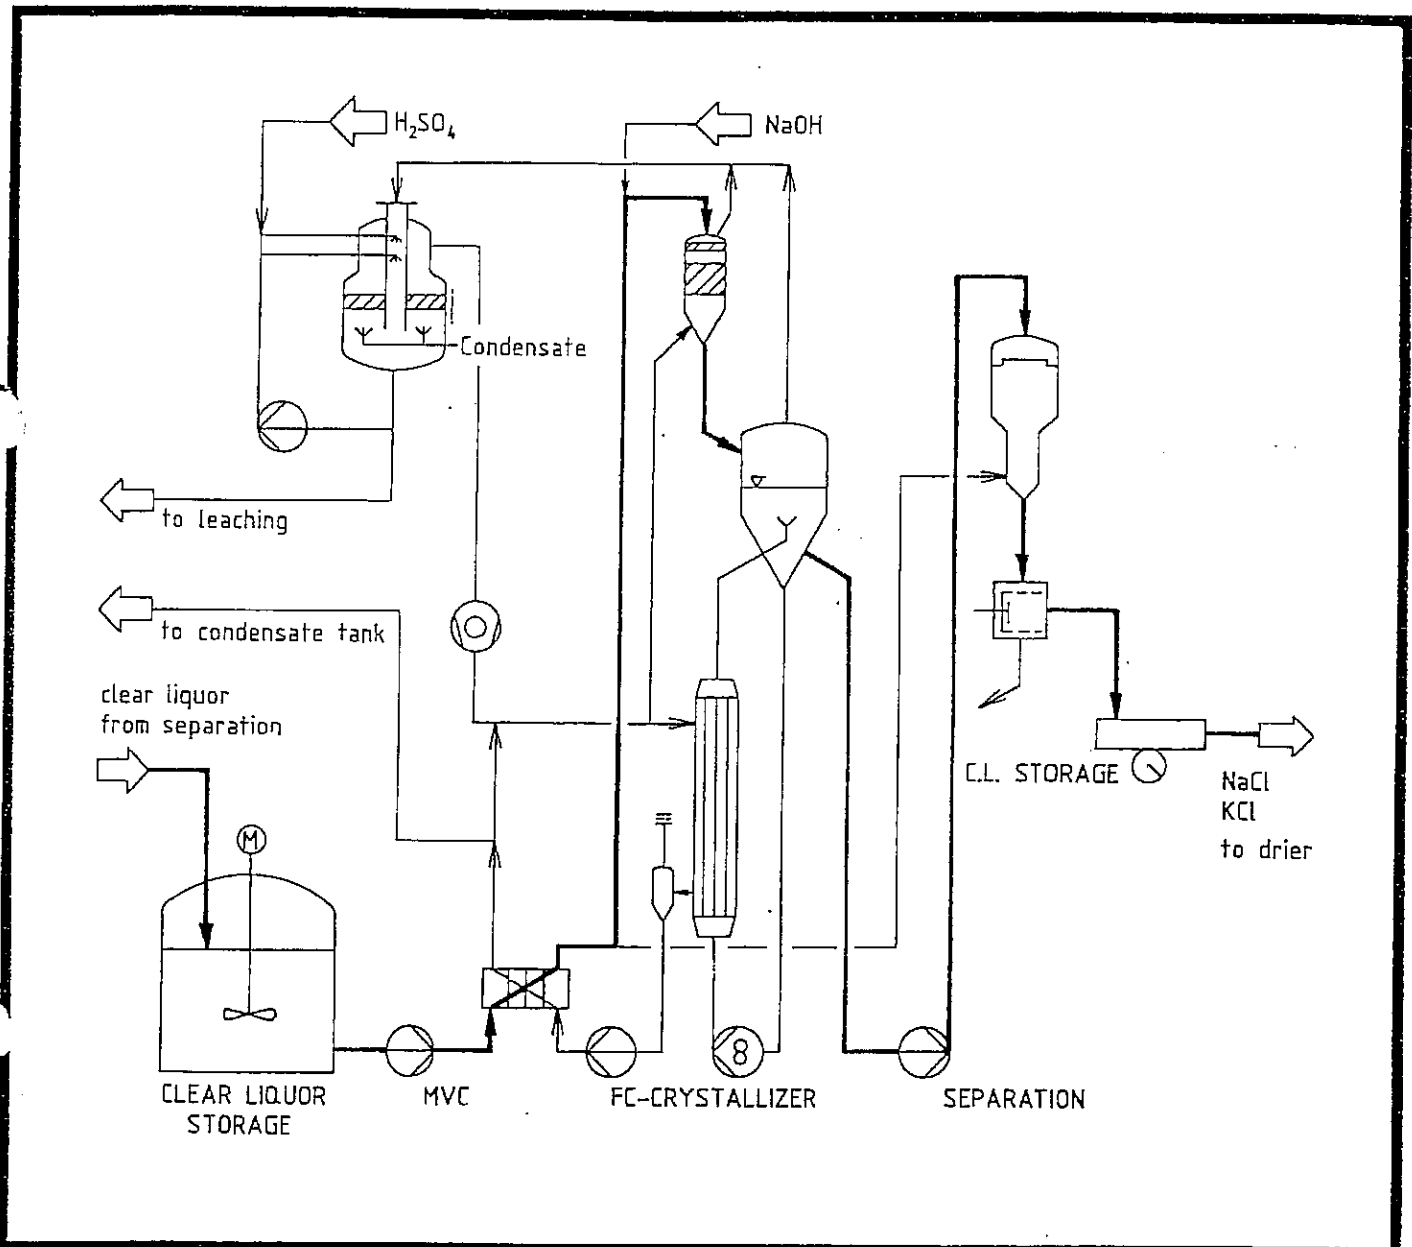 H₂SO₄
NaOH
Condensate
to leaching
to condensate tank
clear liquor
from separation
M
C.L. STORAGE
NaCl
KCl
to drier
8
CLEAR LIQUOR
STORAGE
MVC
FC-CRYSTALLIZER
SEPARATION